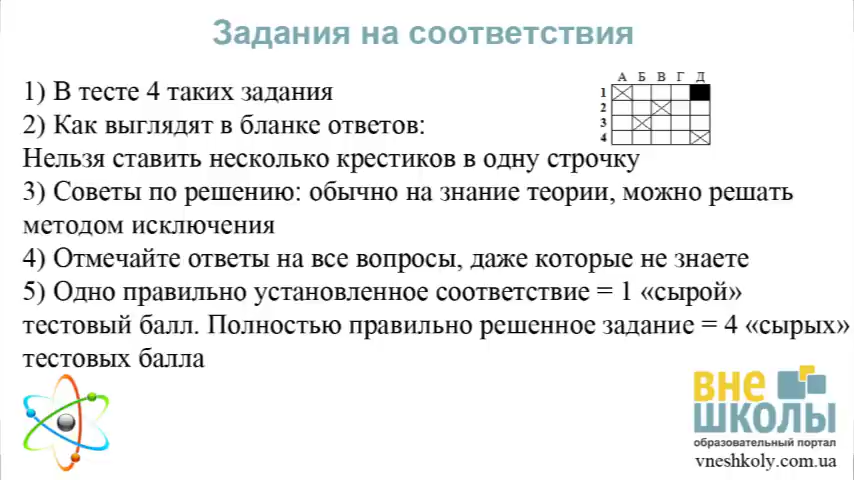 Задания на соответствия
1) В тесте 4 таких задания
А Б В Г Д
1
2
3
4
2) Как выглядят в бланке ответов:
Нельзя ставить несколько крестиков в одну строчку
3) Советы по решению: обычно на знание теории, можно решать
методом исключения
4) Отмечайте ответы на все вопросы, даже которые не знаете
5) Одно правильно установленное соответствие = 1 «сырой»
тестовый балл. Полностью правильно решенное задание = 4 «сырых»
тестовых балла
вне
школы
образовательный портал
vneshkoly.com.ua